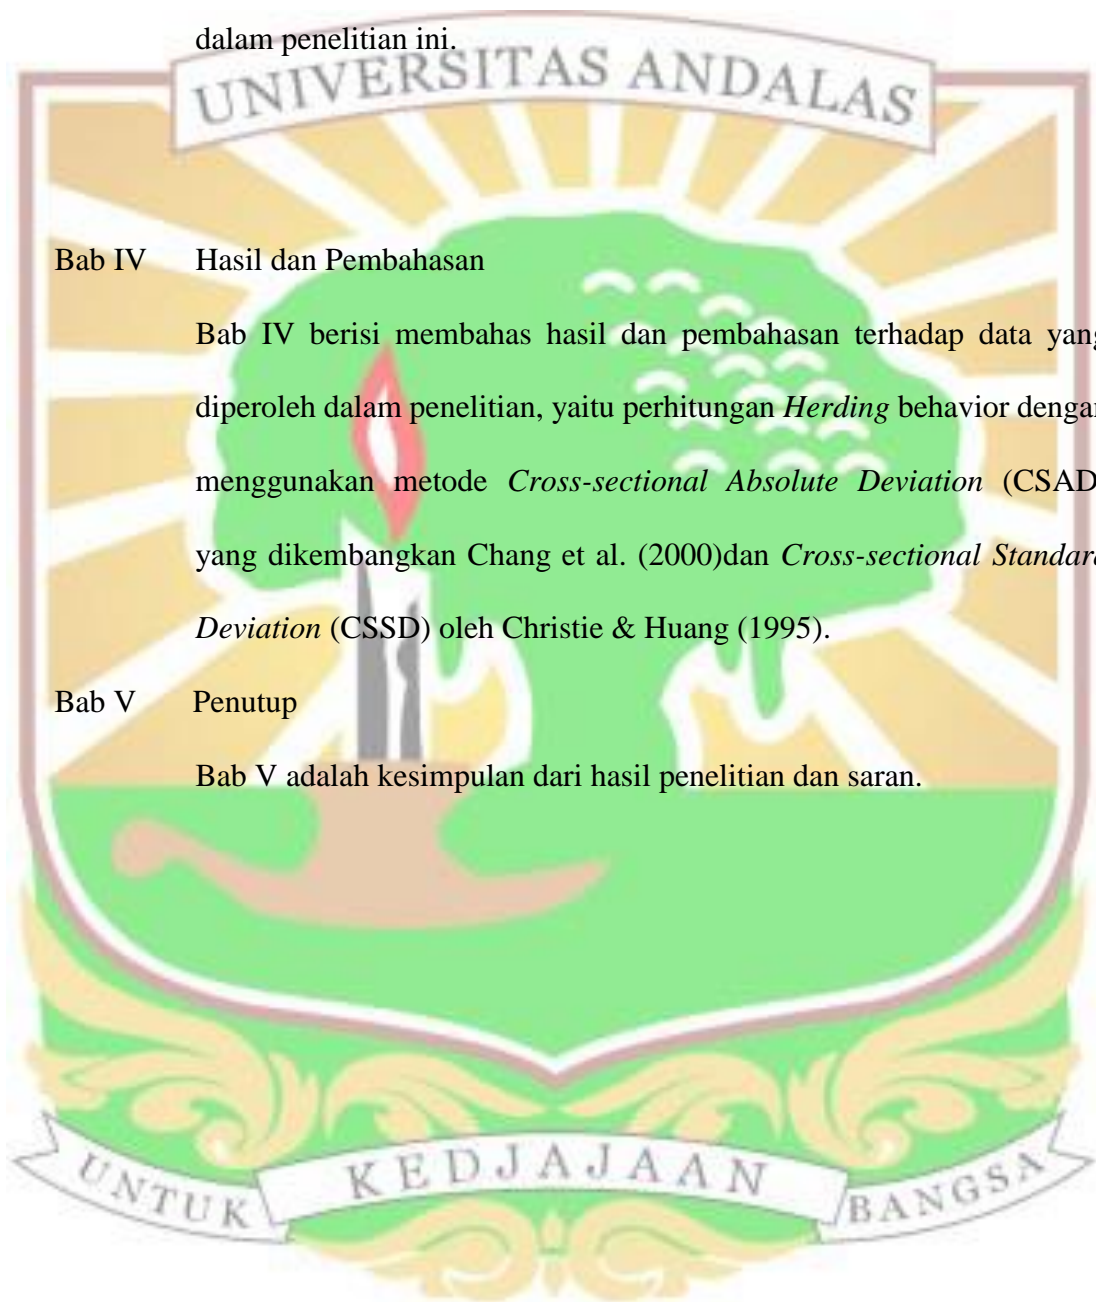 dalam penelitian ini.
UNIVERSITAS ANDALAS
Bab IV Hasil dan Pembahasan
Bab IV berisi membahas hasil dan pembahasan terhadap data yang
diperoleh dalam penelitian, yaitu perhitungan Herding behavior dengan
menggunakan metode Cross-sectional Absolute Deviation (CSAD
yang dikembangkan Chang et al. (2000)dan Cross-sectional Standard
Deviation (CSSD) oleh Christie & Huang (1995).
Bab V Penutup
Bab V adalah kesimpulan dari hasil penelitian dan saran.
UNTUK KEDJAJAAN BANGSA